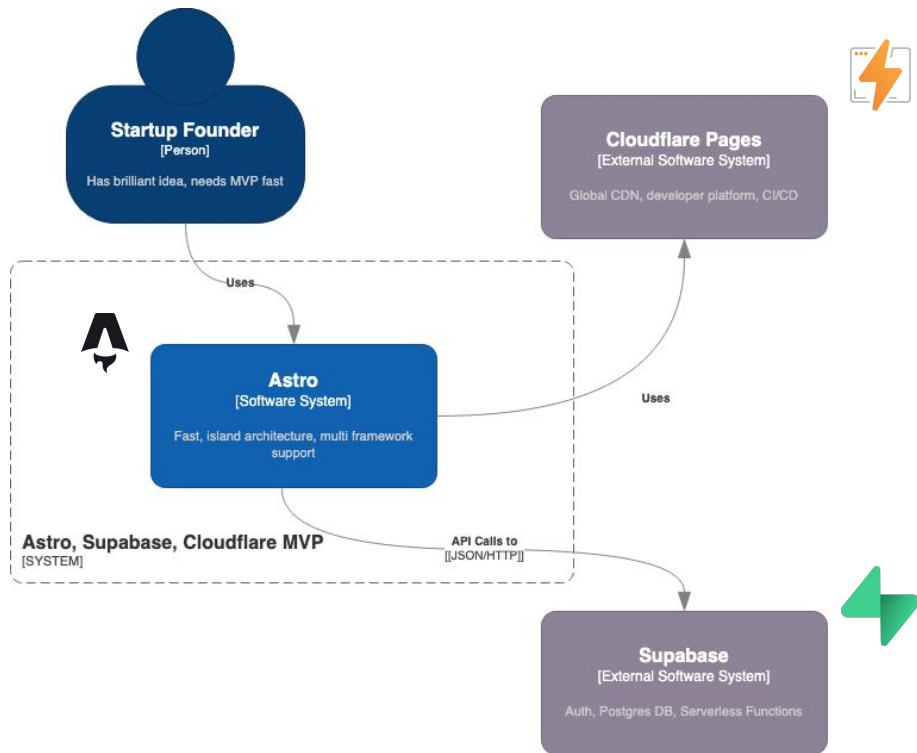 Startup Founder
[Person]
Has brilliant idea, needs MVP fast
Cloudflare Pages
[External Software System]
Global CDN, developer platform, CI/CD
Uses
Astro
[Software System]
Fast, island architecture, multi framework
support
Uses
Astro, Supabase, Cloudflare MVP
[SYSTEM]
API Calls to
[[JSON/HTTP]]
Supabase
[External Software System]
Auth, Postgres DB, Serverless Functions